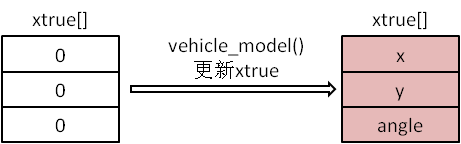 xtrue[]
0
0
0
vehicle_model()
更新xtrue
xtrue[]
x
y
angle